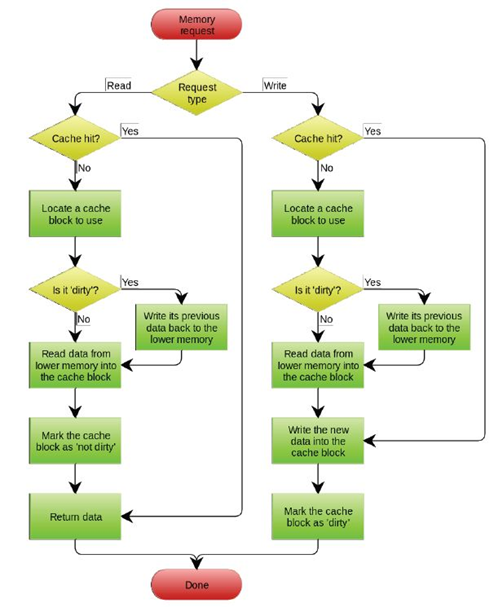 Memory
request
Request
type
Read
Write
Cache hit?
Yes
No
Locate a cache
block to use
Is it 'dirty'?
Yes
No
Write its previous
data back to the
lower memory
Read data from
lower memory into
the cache block
Mark the cache
block as 'not dirty'
Return data
Cache hit?
Yes
No
Locate a cache
block to use
Is it 'dirty'?
Yes
No
Write its previous
data back to the
lower memory
Read data from
lower memory into
the cache block
Write the new
data into the
cache block
Mark the cache
block as 'dirty'
Done